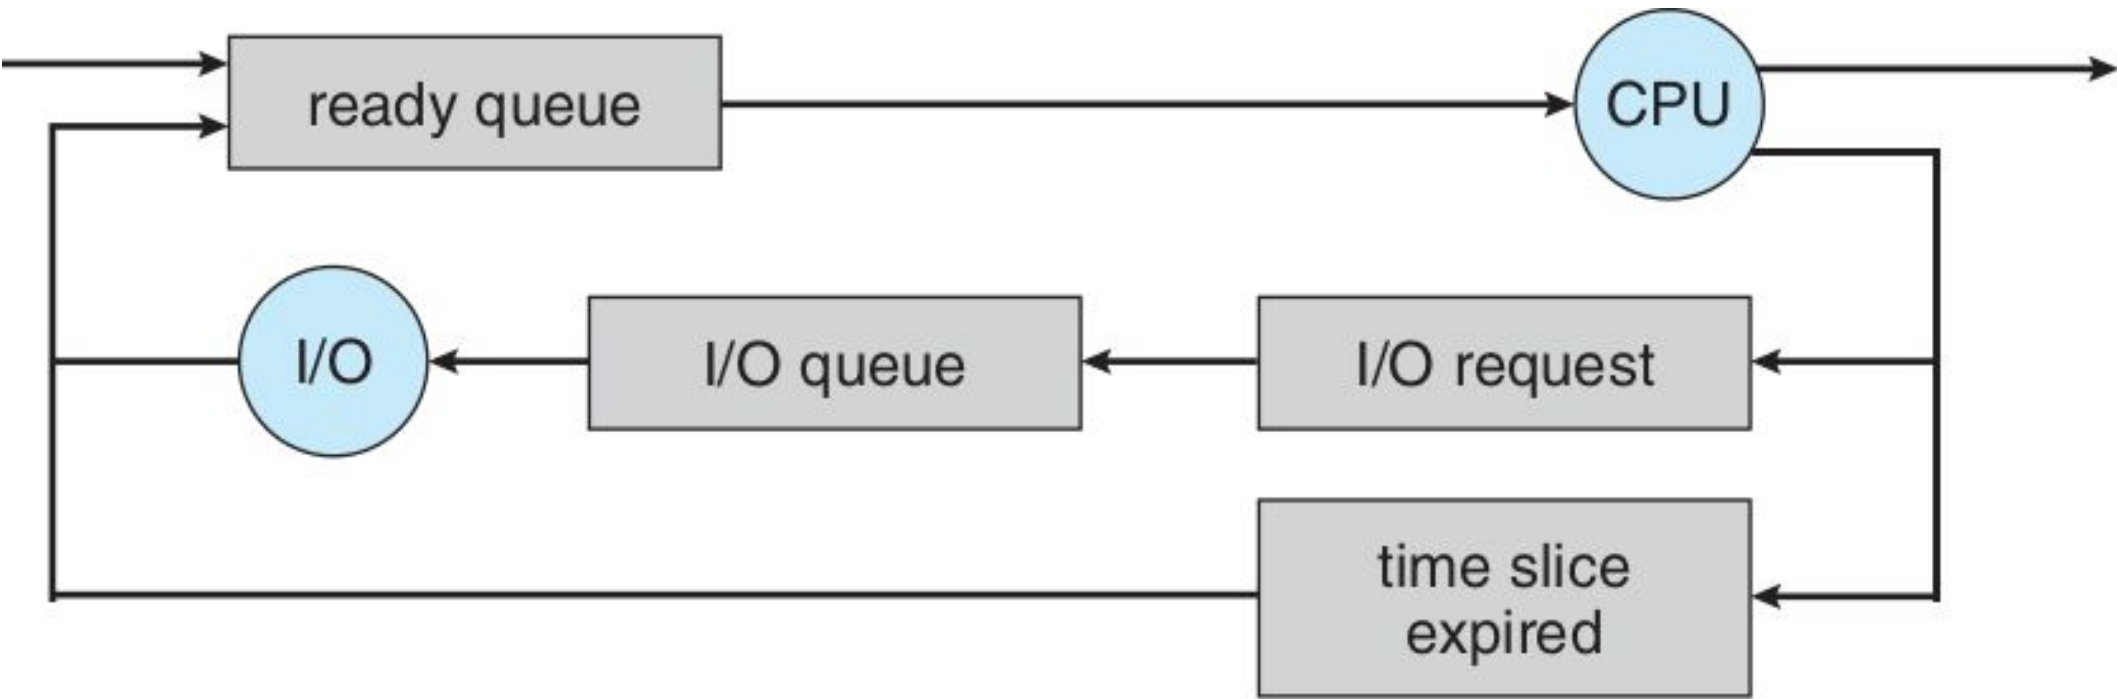 ready queue
CPU
I/O
I/O queue
I/O request
time slice
expired